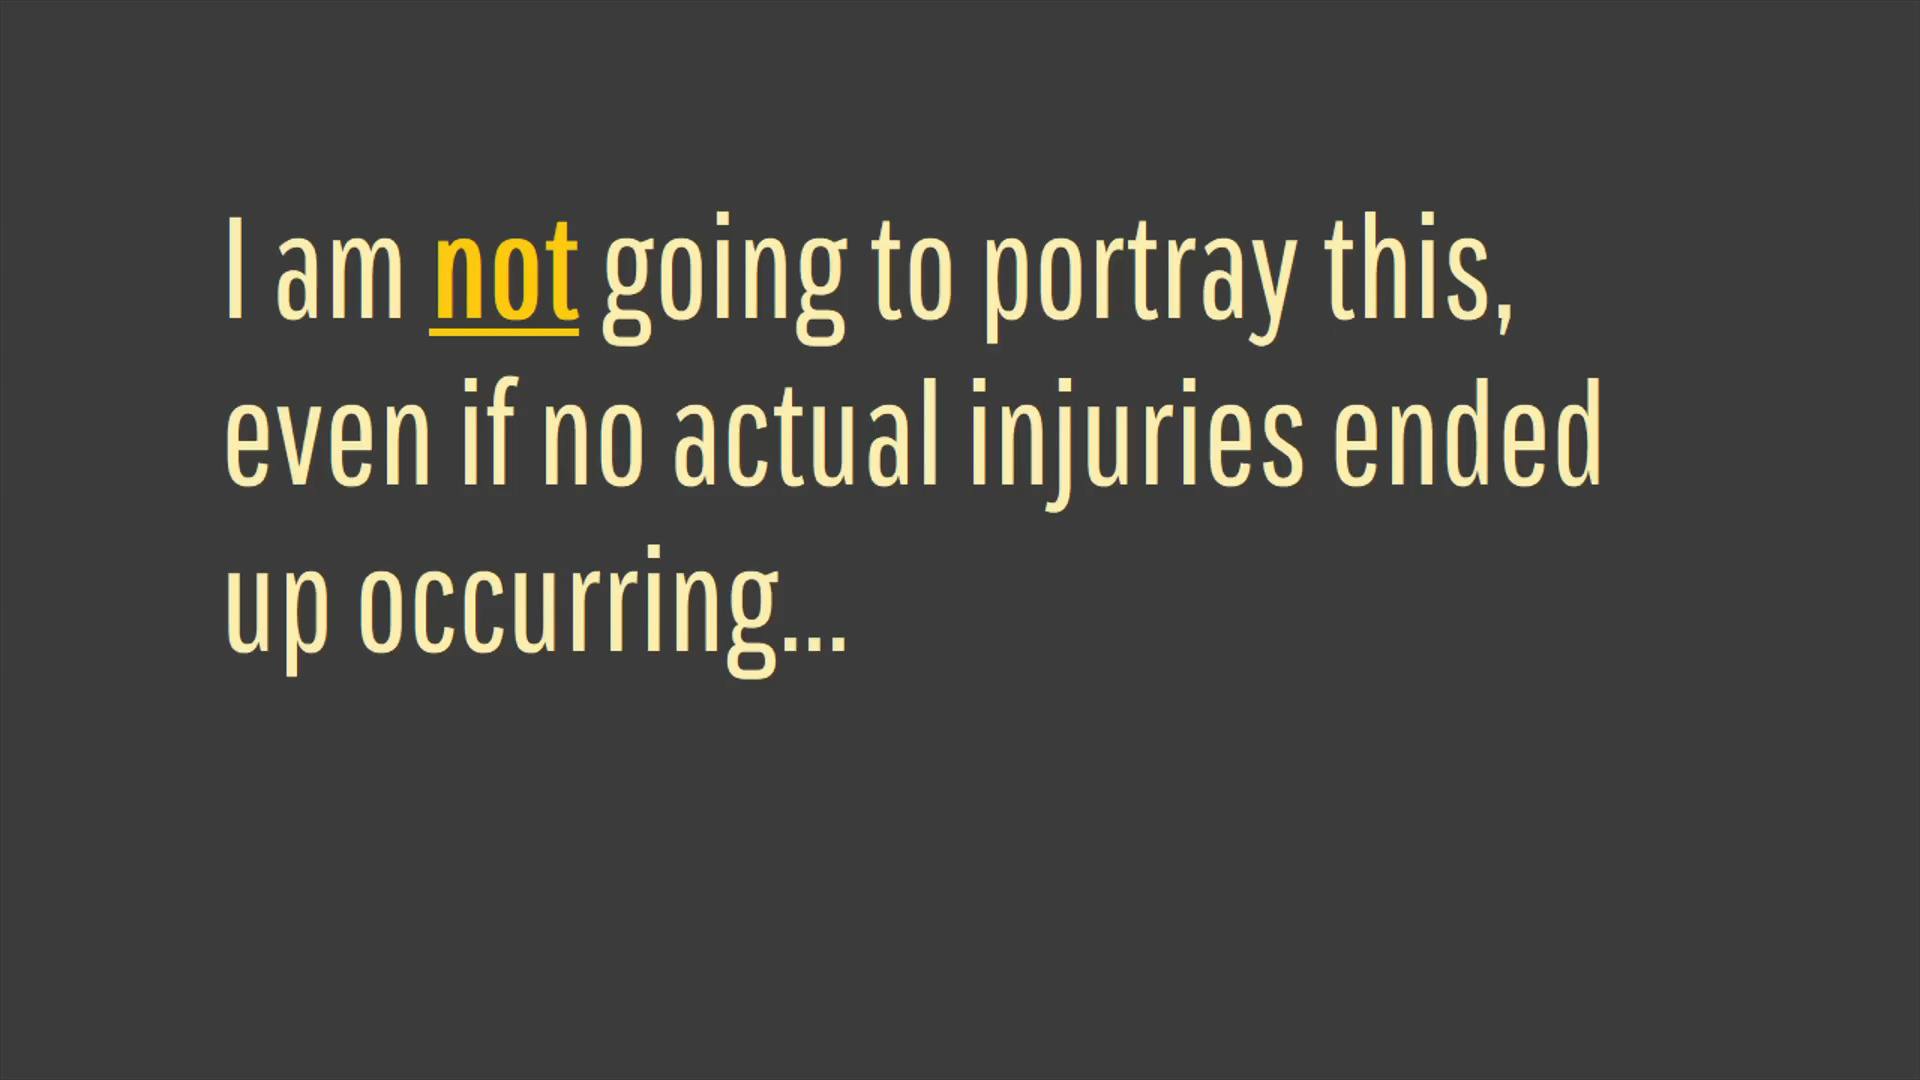 I am not going to portray this,
even if no actual injuries ended
up occurring...